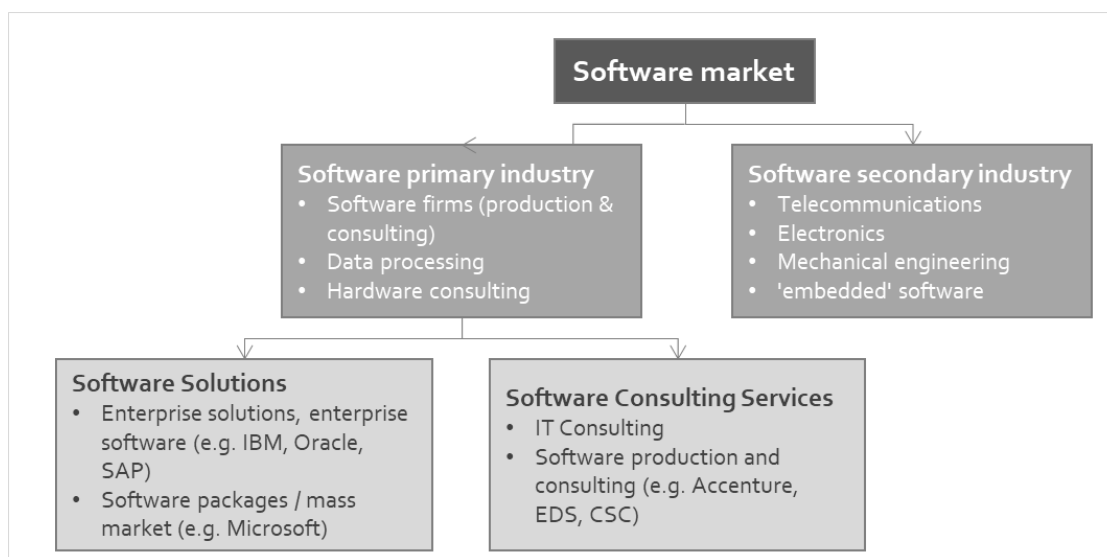 Software market
Software primary industry
• Software firms (production &
consulting)
• Data processing
• Hardware consulting
Software secondary industry
• Telecommunications
• Electronics
• Mechanical engineering
• 'embedded' software
Software Solutions
• Enterprise solutions, enterprise
software (e.g. IBM, Oracle,
SAP)
• Software packages / mass
market (e.g. Microsoft)
Software Consulting Services
• IT Consulting
• Software production and
consulting (e.g. Accenture,
EDS, CSC)